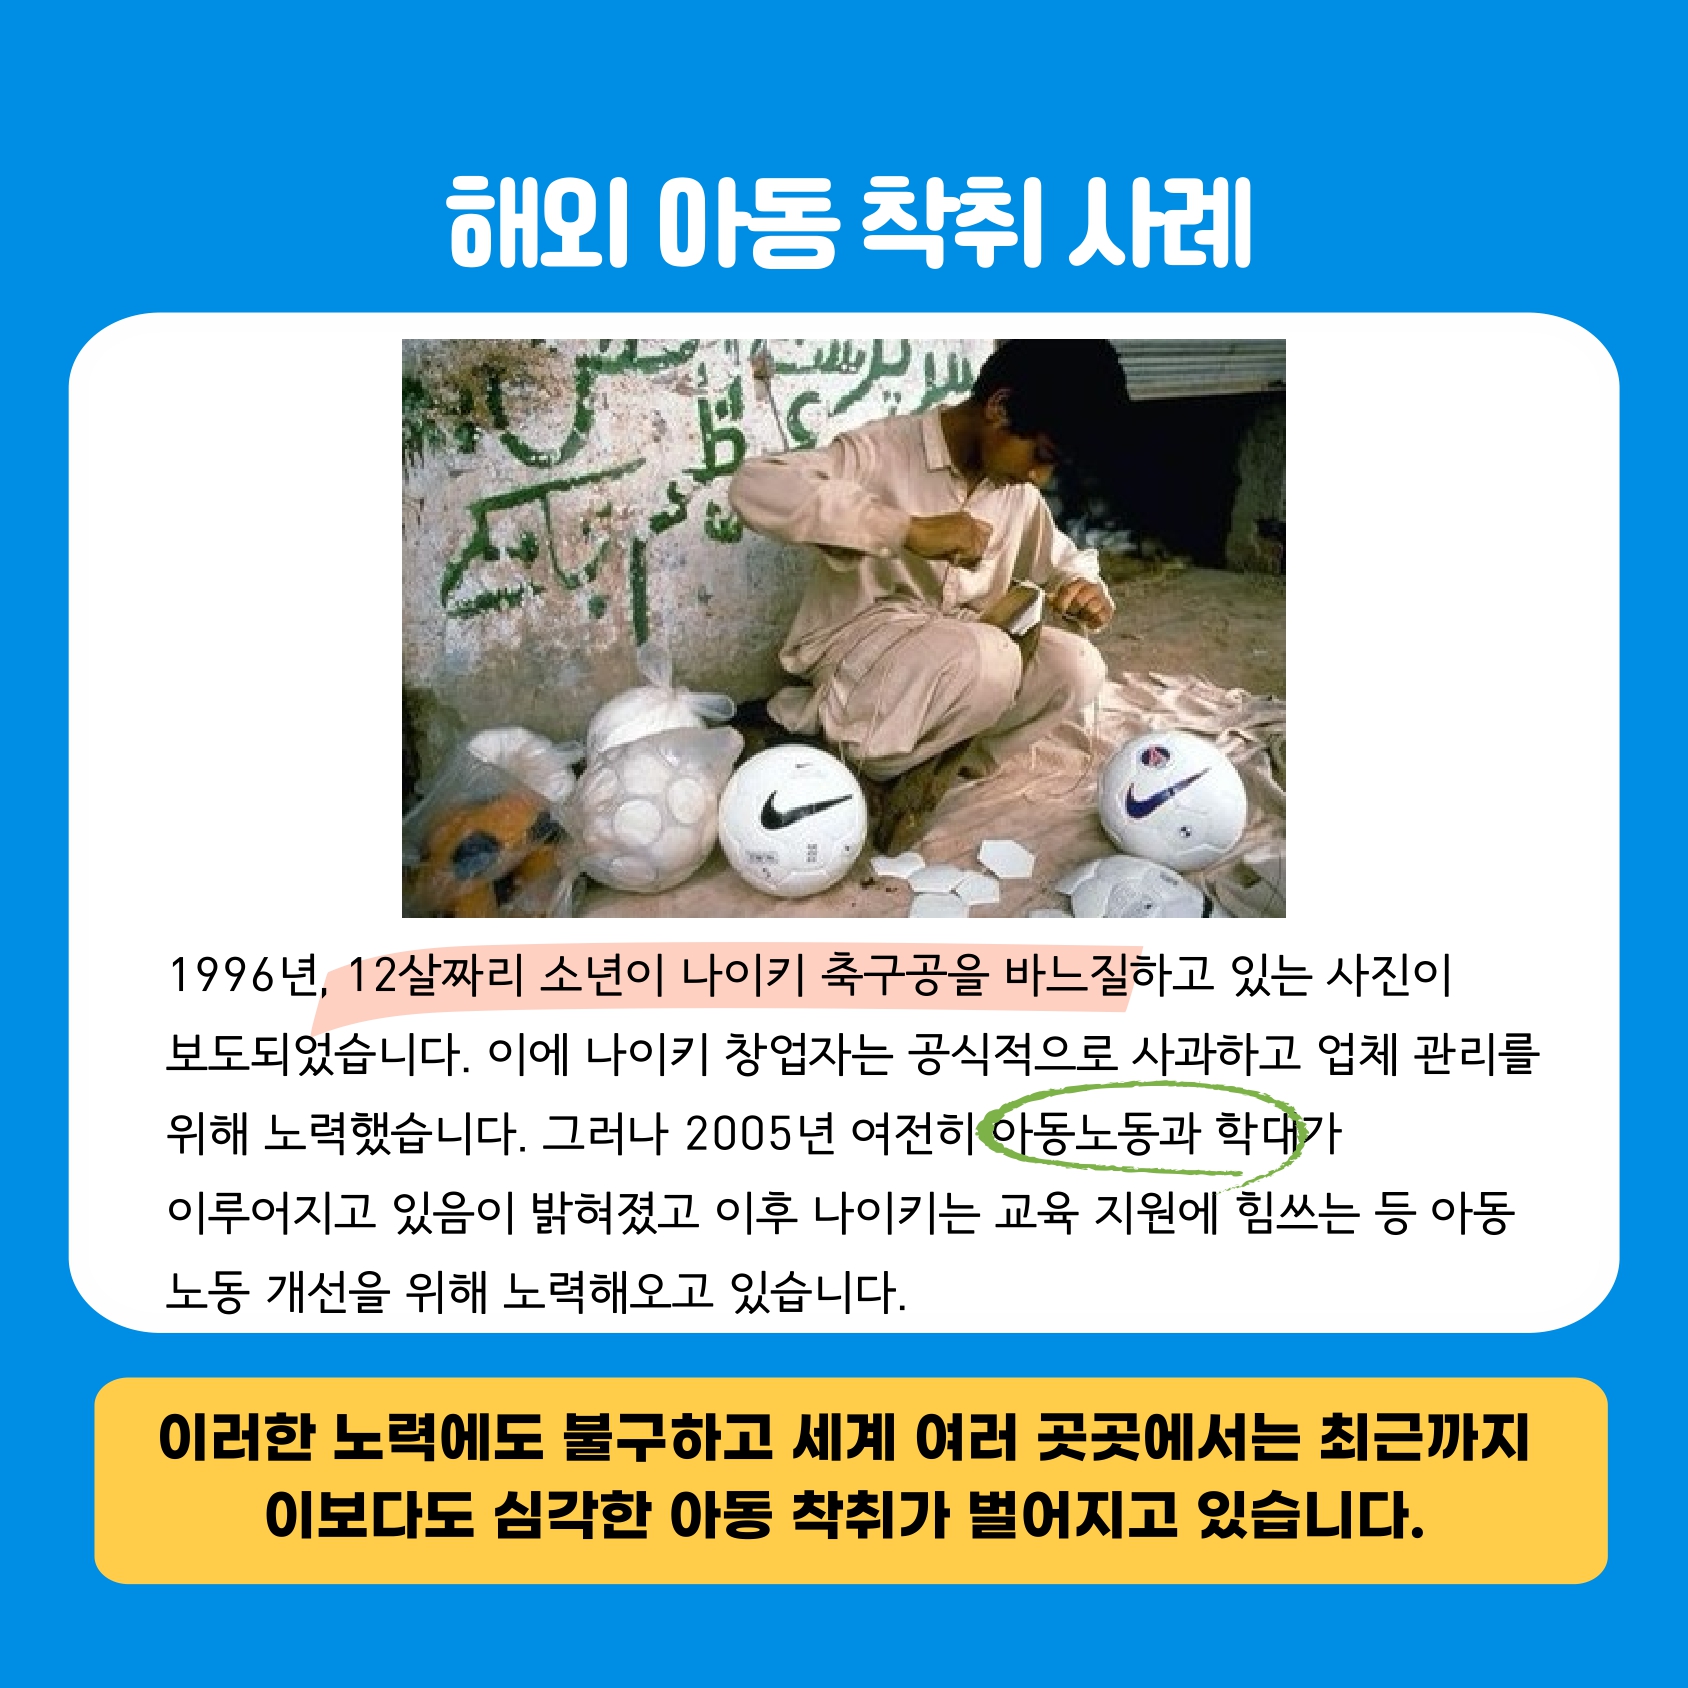 해외 아동 착취 사례
1996년, 12살짜리 소년이 나이키 축구공을 바느질하고 있는 사진이
보도되었습니다. 이에 나이키 창업자는 공식적으로 사과하고 업체 관리를
위해 노력했습니다. 그러나 2005년 여전히 아동노동과 학대가
이루어지고 있음이 밝혀졌고 이후 나이키는 교육 지원에 힘쓰는 등 아동
노동 개선을 위해 노력해오고 있습니다.
이러한 노력에도 불구하고 세계 여러 곳곳에서는 최근까지
이보다도 심각한 아동 착취가 벌어지고 있습니다.